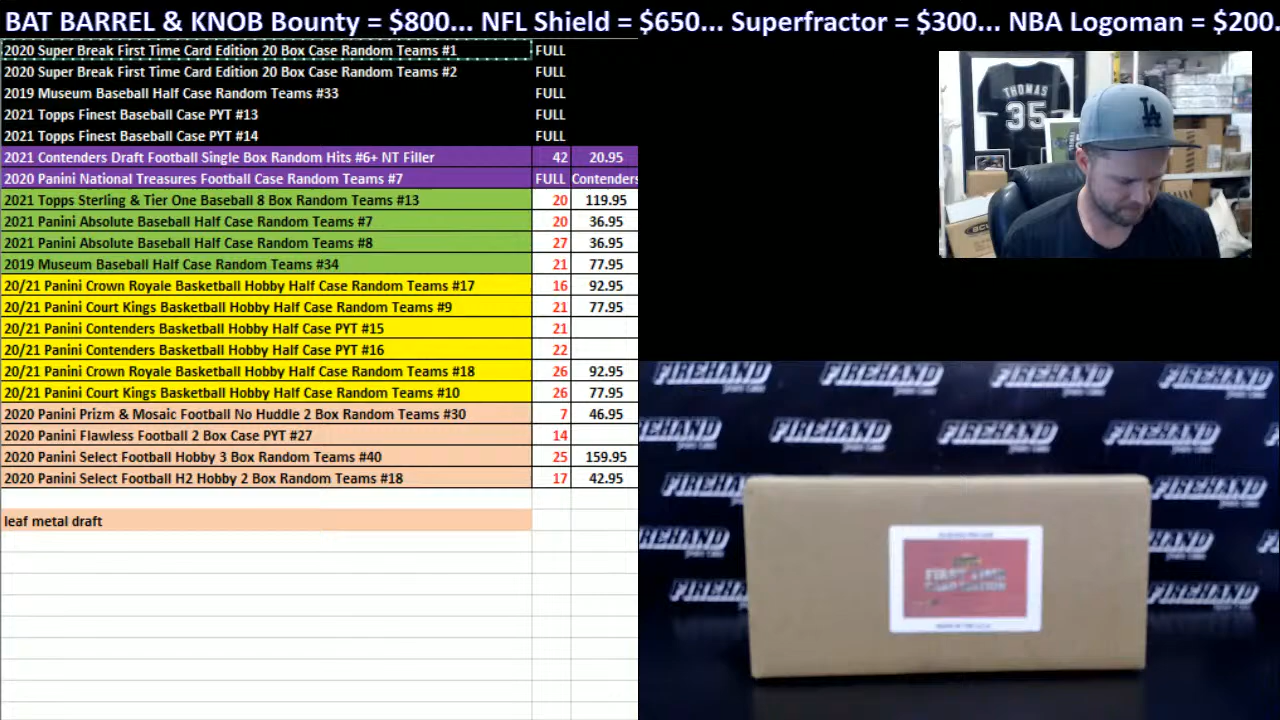 BAT BARREL & KNOB Bounty = $800... NFL Shield = $650... Superfractor = $300... NBA Logoman = $200.
2020 Super Break First Time Card Edition 20 Box Case Random Teams #1 FULL
2020 Super Break First Time Card Edition 20 Box Case Random Teams #2 FULL
2019 Museum Baseball Half Case Random Teams #33 FULL
2021 Topps Finest Baseball Case PYT #13 FULL
2021 Topps Finest Baseball Case PYT #14 FULL
2021 Contenders Draft Football Single Box Random Hits #6+ NT Filler 42 20.95
2020 Panini National Treasures Football Case Random Teams #7 FULL Contenders
2021 Topps Sterling & Tier One Baseball 8 Box Random Teams #13 20 119.95
2021 Panini Absolute Baseball Half Case Random Teams #7 20 36.95
2021 Panini Absolute Baseball Half Case Random Teams #8 27 36.95
2019 Museum Baseball Half Case Random Teams #34 21 77.95
20/21 Panini Crown Royale Basketball Hobby Half Case Random Teams #17 16 92.95
20/21 Panini Court Kings Basketball Hobby Half Case Random Teams #9 21 77.95
20/21 Panini Contenders Basketball Hobby Half Case PYT #15 21
20/21 Panini Contenders Basketball Hobby Half Case PYT #16 22
20/21 Panini Crown Royale Basketball Hobby Half Case Random Teams #18 26 92.95
20/21 Panini Court Kings Basketball Hobby Half Case Random Teams #10 26 77.95
2020 Panini Prizm & Mosaic Football No Huddle 2 Box Random Teams #30 7 46.95
2020 Panini Flawless Football 2 Box Case PYT #27 14
2020 Panini Select Football Hobby 3 Box Random Teams #40 25 159.95
2020 Panini Select Football H2 Hobby 2 Box Random Teams #18 17 42.95
leaf metal draft
THOMAS
35
LA
FIREHAND FIREHAND FIREHAND
FIREHAND FIREHAND FIREHAND
FIRST TIME
CARD EDITION